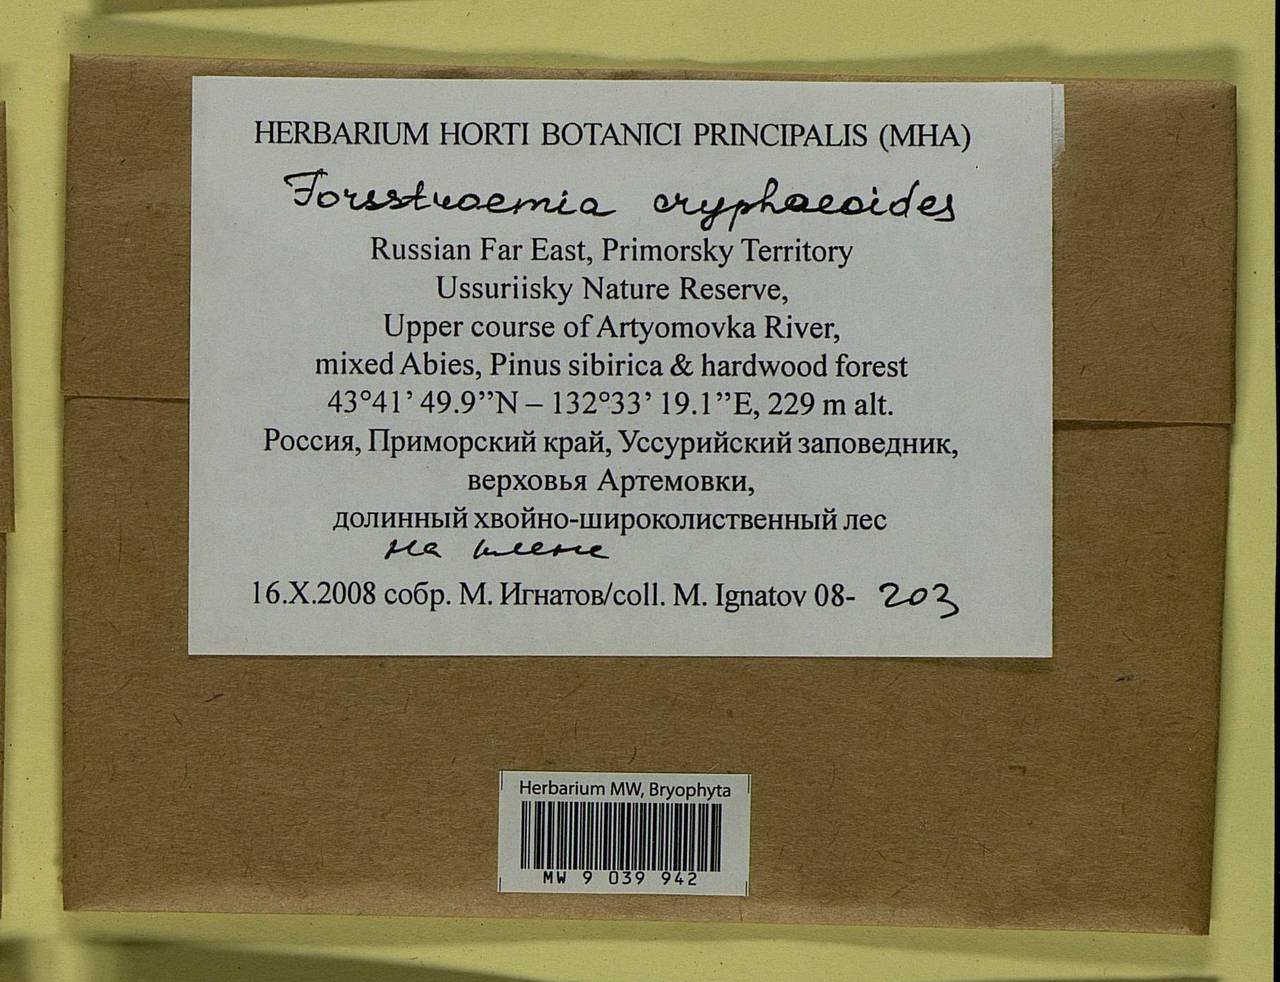 HERBARIUM HORTI BOTANICI PRINCIPALIS (MHA)
Forsstroemia cryphaeoides
Russian Far East, Primorsky Territory
Ussuriisky Nature Reserve,
Upper course of Artyomovka River,
mixed Abies, Pinus sibirica & hardwood forest
43°41’ 49.9’’N – 132°33’ 19.1’’E, 229 m alt.
Россия, Приморский край, Уссурийский заповедник,
верховья Артемовки,
долинный хвойно-широколиственный лес
на клене
16.X.2008 собр. М. Игнатов/coll. M. Ignatov 08- 203
Herbarium MW, Bryophyta
MW 9 039 942